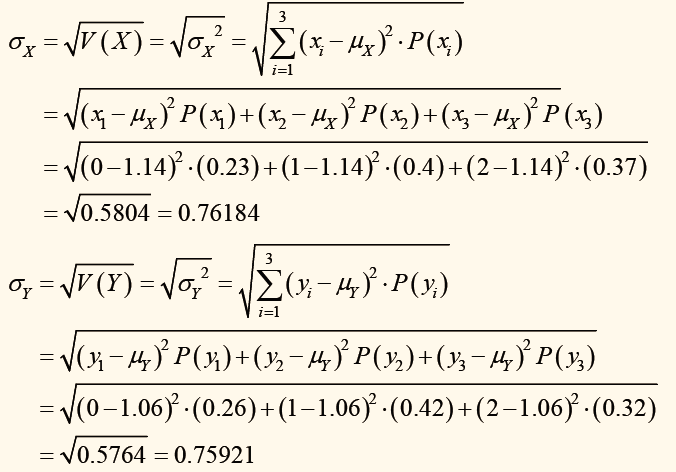 σ_X = √(V(X)) = √(σ_X²) = √(∑_{i=1}^{3} (x_i − μ_X)² · P(x_i))
= √((x_1 − μ_X)² P(x_1) + (x_2 − μ_X)² P(x_2) + (x_3 − μ_X)² P) (x_3)
= √((0−1.14)² · (0.23) + (1−1.14)² · (0.4) + (2−1.14)² · (0.37))
= √0.5804 = 0.76184
σ_Y = √(V(Y)) = √(σ_Y²) = √(∑_{i=1}^{3} (y_i − μ_Y)² · P(y_i))
= √((y_1 − μ_Y)² P(y_1) + (y_2 − μ_Y)² P(y_2) + (y_3 − μ_Y)² P(y_3))
= √((0−1.06)² · (0.26) + (1−1.06)² · (0.42) + (2−1.06)² · (0.32))
= √0.5764 = 0.75921